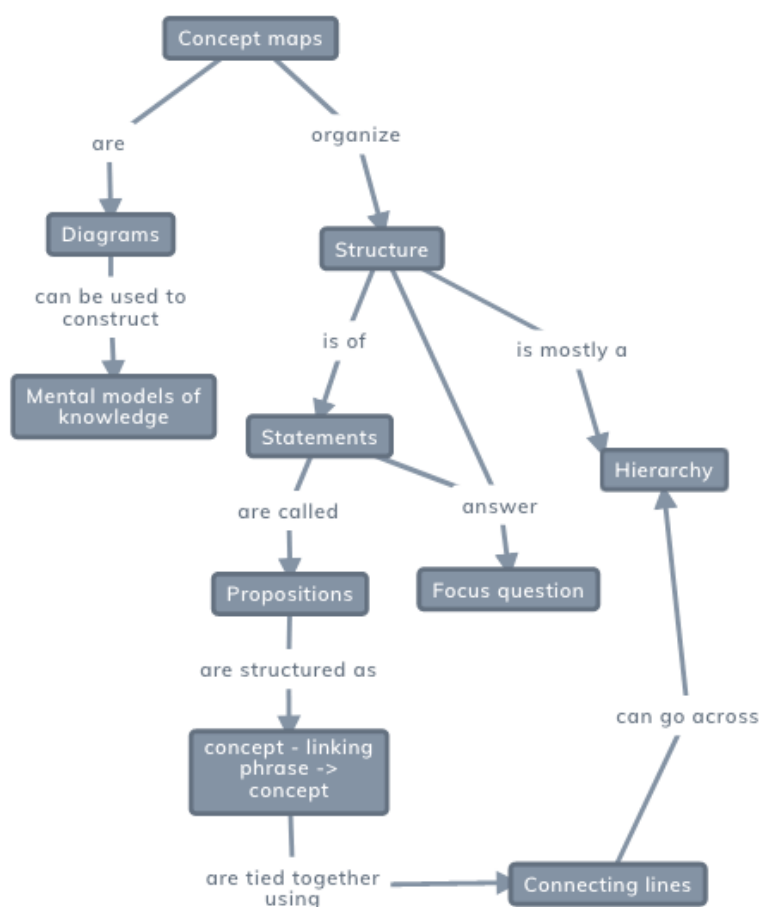 Concept maps
are
organize
Diagrams
Structure
can be used to
construct
is of
is mostly a
Mental models of
knowledge
Statements
Hierarchy
are called
answer
Propositions
Focus question
are structured as
can go across
concept - linking
phrase ->
concept
are tied together
using
Connecting lines